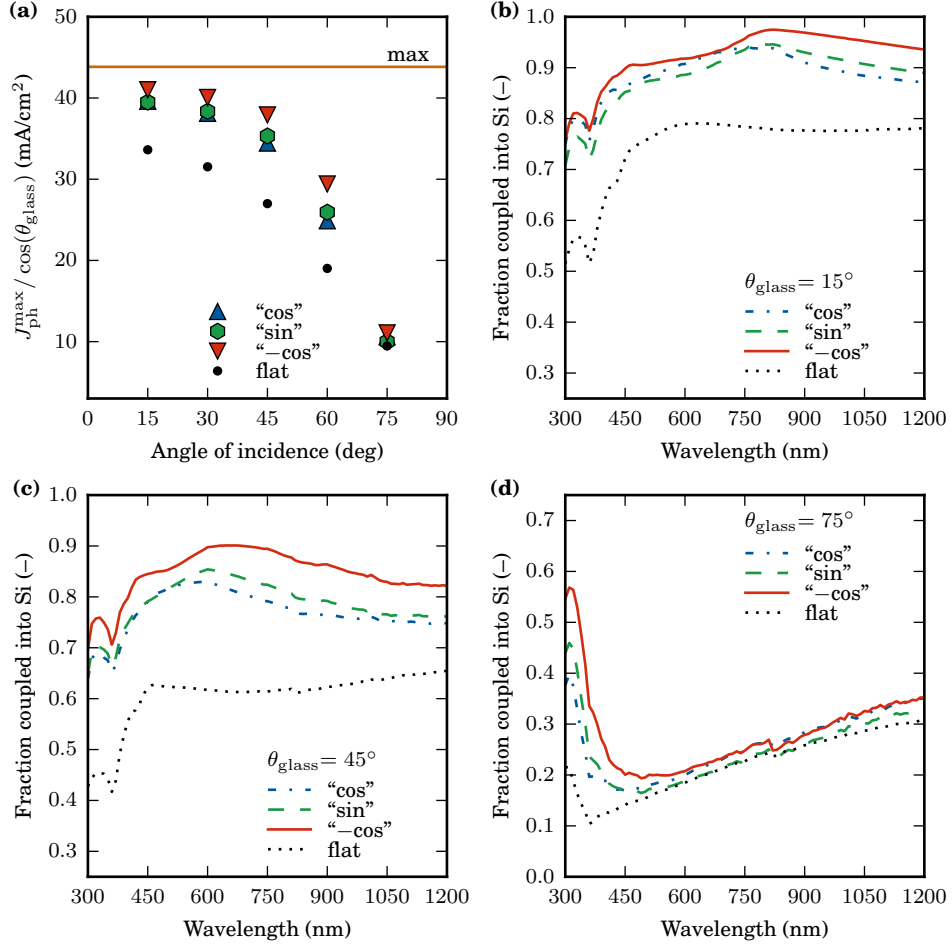 (a)
50
40
30
20
10
0 15 30 45 60 75 90
Angle of incidence (deg)
J_ph^max / cos(θ_glass) (mA/cm²)
max
“cos”
“sin”
“−cos”
flat
(b)
1.0
0.9
0.8
0.7
0.6
0.5
0.4
0.3
300 450 600 750 900 1050 1200
Wavelength (nm)
Fraction coupled into Si (–)
θ_glass = 15°
“cos”
“sin”
“−cos”
flat
(c)
1.0
0.9
0.8
0.7
0.6
0.5
0.4
0.3
300 450 600 750 900 1050 1200
Wavelength (nm)
Fraction coupled into Si (–)
θ_glass = 45°
“cos”
“sin”
“−cos”
flat
(d)
0.7
0.6
0.5
0.4
0.3
0.2
0.1
0.0
300 450 600 750 900 1050 1200
Wavelength (nm)
Fraction coupled into Si (–)
θ_glass = 75°
“cos”
“sin”
“−cos”
flat